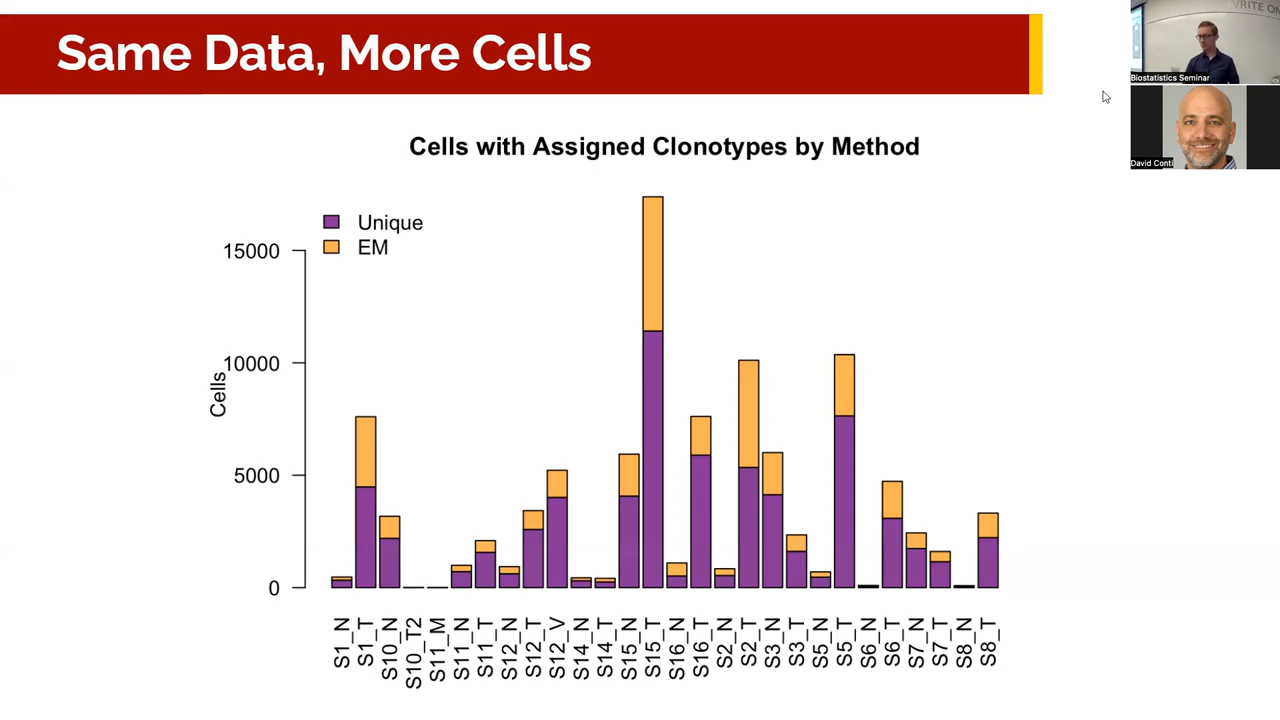 Same Data, More Cells
VRITE ON
Biostatistics Seminar
David Conti
Cells with Assigned Clonotypes by Method
Unique
EM
15000
10000
5000
0
Cells
S1_N
S1_T
S10_N
S10_T2
S11_M
S11_N
S11_T
S12_N
S12_T
S12_V
S14_N
S14_T
S15_N
S15_T
S16_N
S16_T
S2_N
S2_T
S3_N
S3_T
S5_N
S5_T
S6_N
S6_T
S7_N
S7_T
S8_N
S8_T